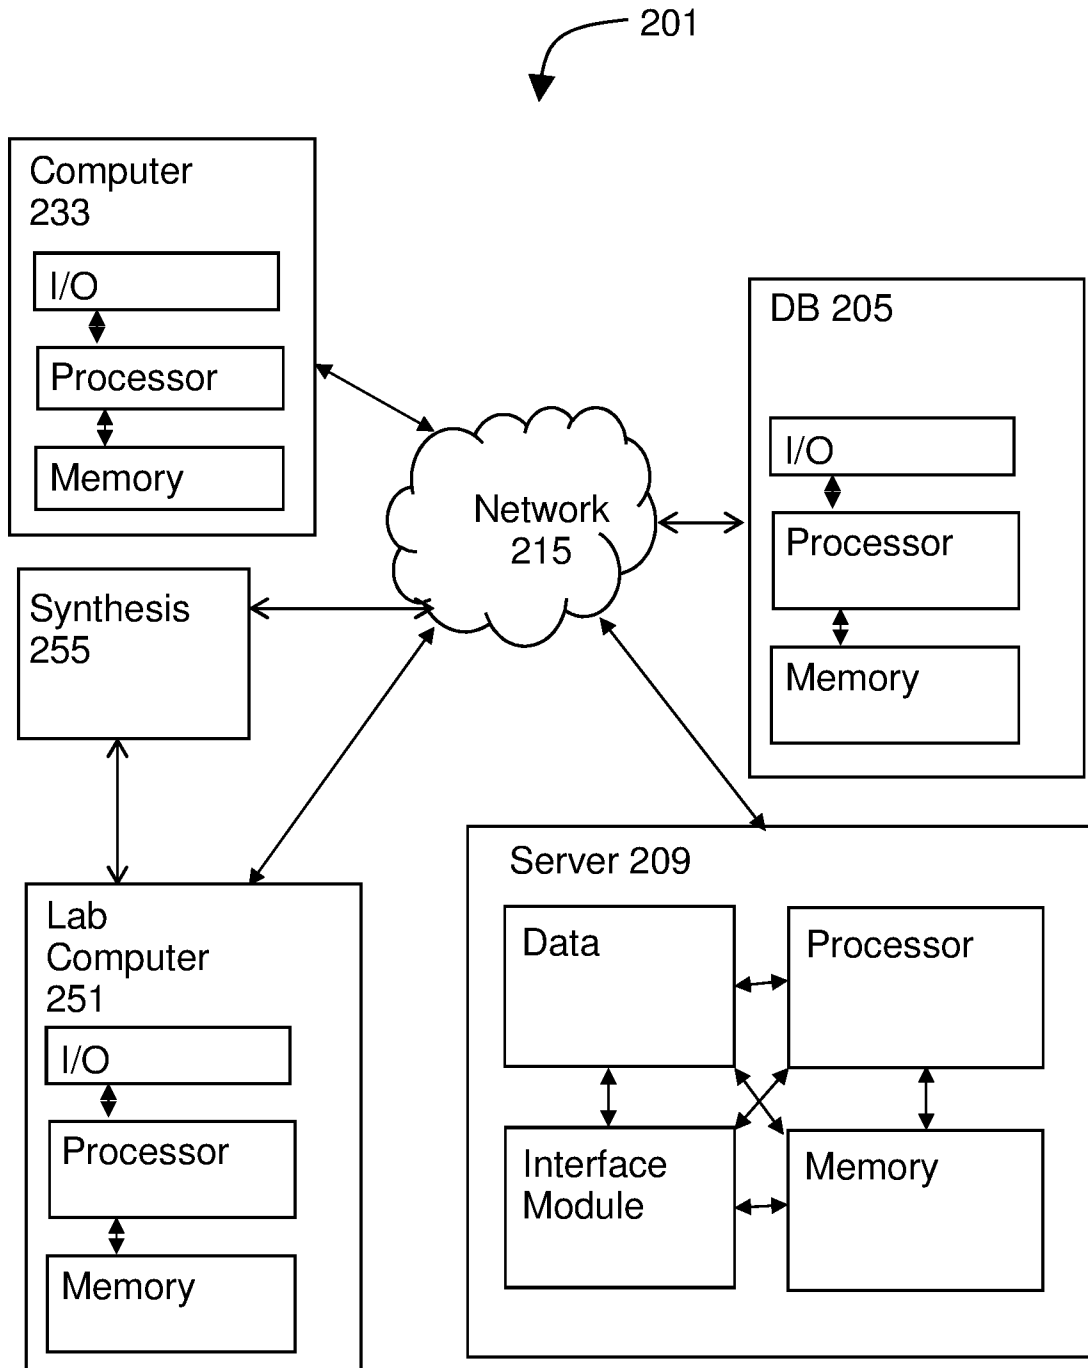 201
Computer
233
I/O
Processor
Memory
DB 205
I/O
Processor
Memory
Network
215
Synthesis
255
Server 209
Data
Processor
Interface
Module
Memory
Lab
Computer
251
I/O
Processor
Memory